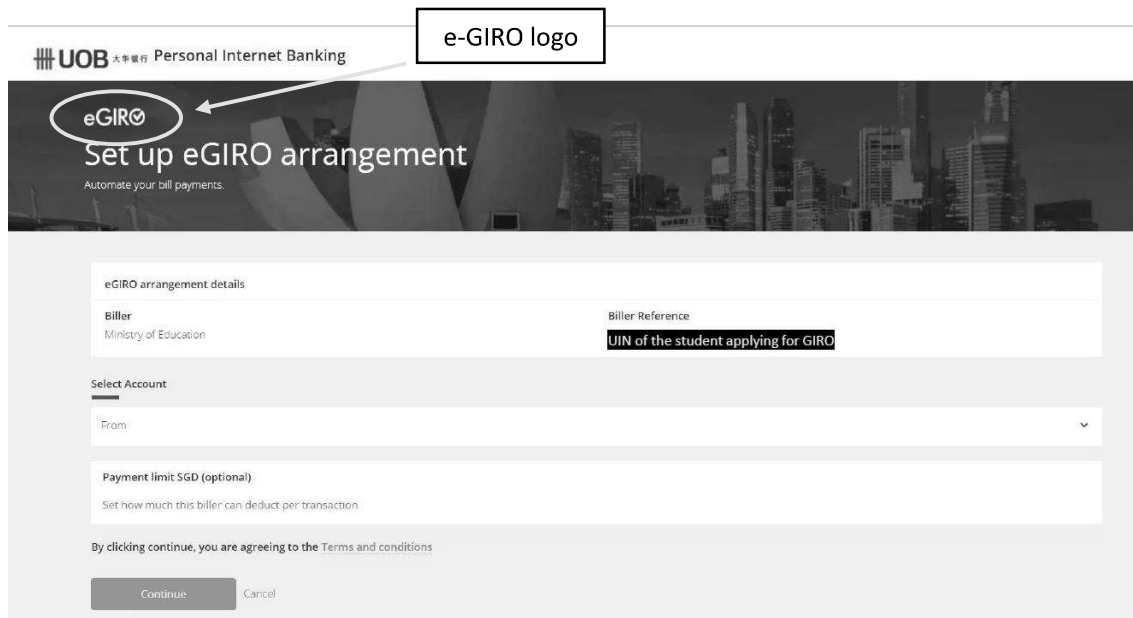 e-GIRO logo
UOB 大华银行 Personal Internet Banking
eGIRO
Set up eGIRO arrangement
Automate your bill payments.
eGIRO arrangement details
Biller
Biller Reference
Ministry of Education
UIN of the student applying for GIRO
Select Account
From
Payment limit SGD (optional)
Set how much this biller can deduct per transaction
By clicking continue, you are agreeing to the Terms and conditions
Continue
Cancel